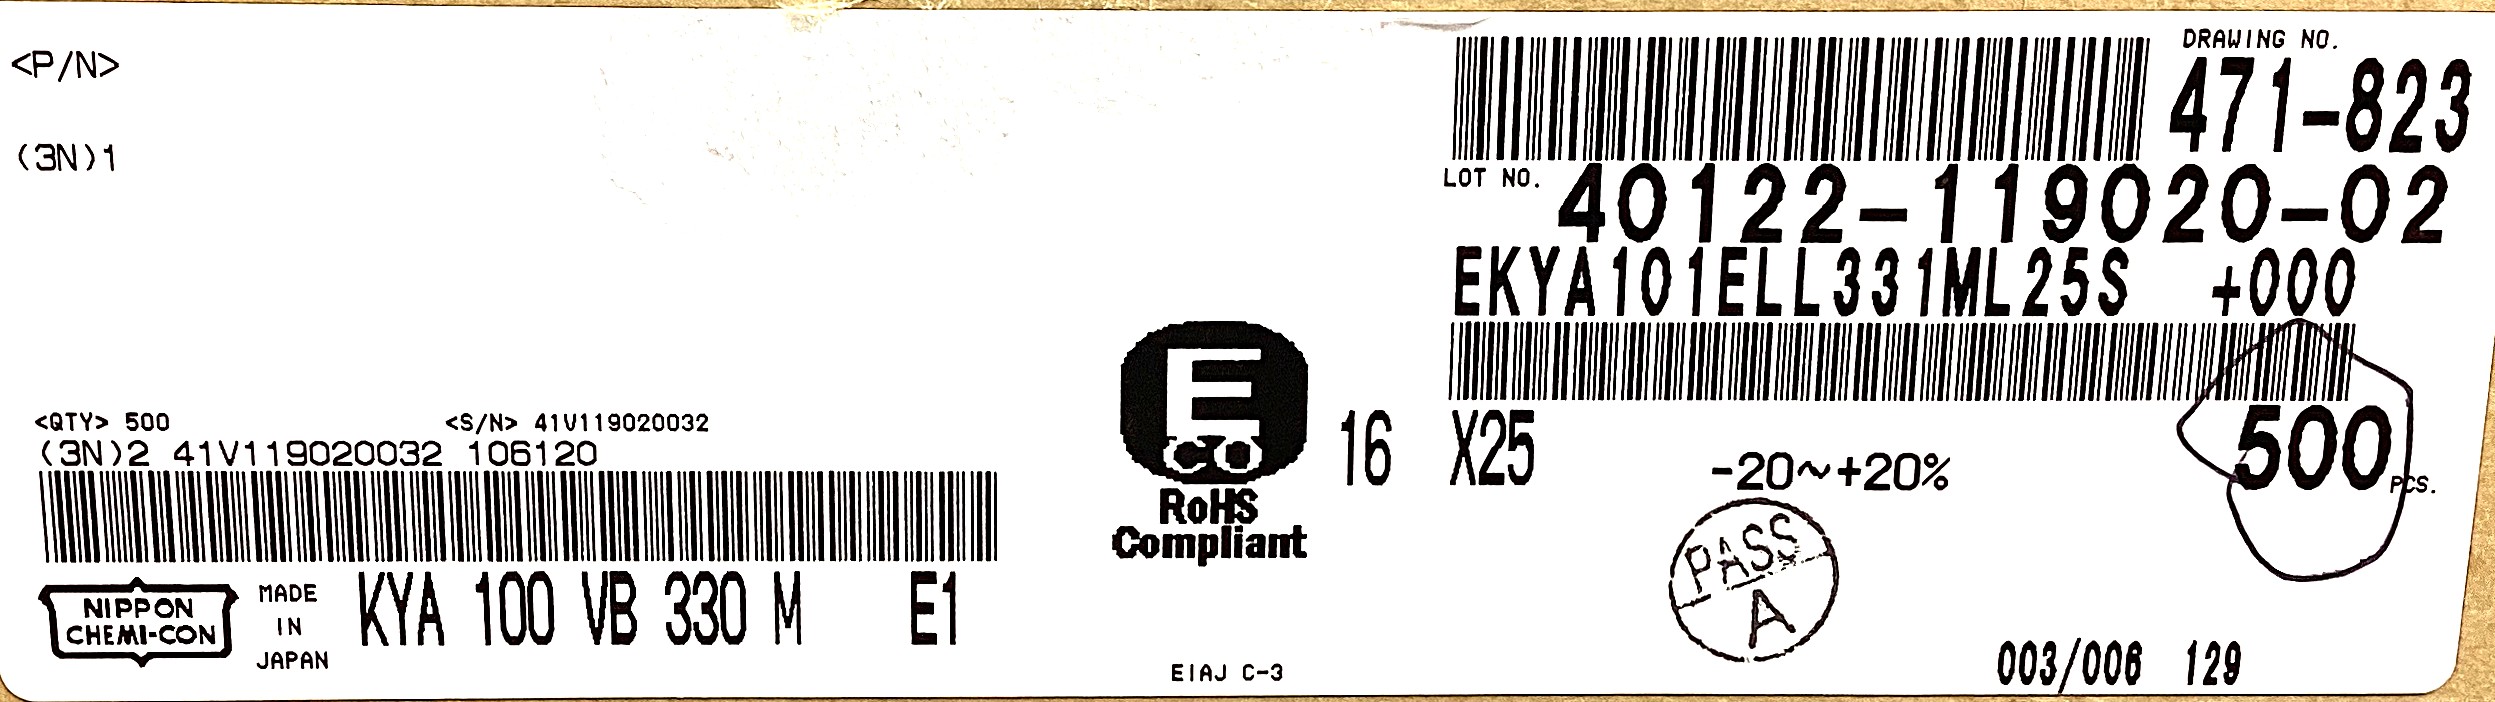 <P/N>
(3N)1
DRAWING NO.
471-823
LOT NO. 40122-119020-02
EKYA101ELL331ML25S +000
<QTY> 500 <S/N> 41V119020032
(3N)2 41V119020032 106120
E
co
RoHS
Compliant
16 X25
-20~+20%
500 PCS.
PASS
A
NIPPON
CHEMI-CON
MADE
IN
JAPAN
KYA 100 VB 330 M E1
EIAJ C-3
003/006 129